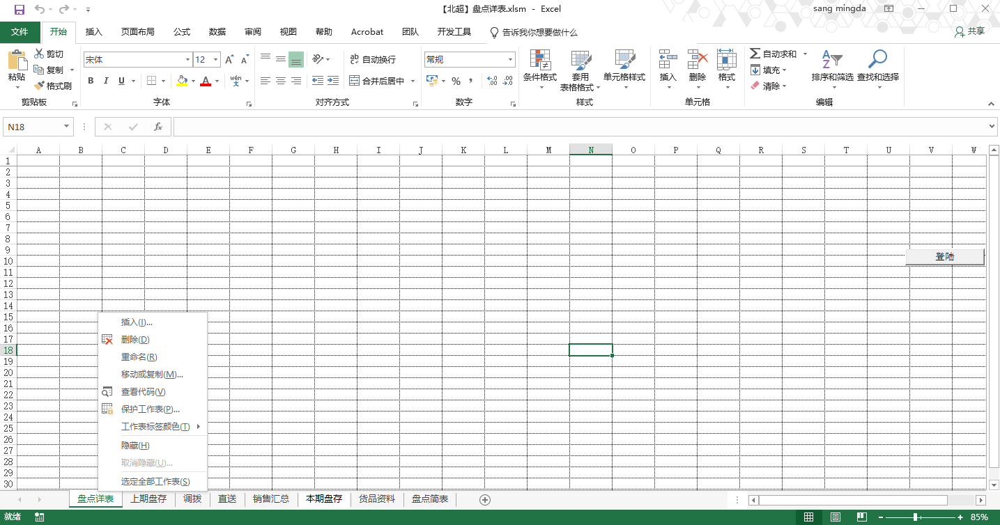 【北超】盘点详表.xlsm - Excel
sang mingda
文件 开始 插入 页面布局 公式 数据 审阅 视图 帮助 Acrobat 团队 开发工具 告诉我你想要做什么 共享
剪切
复制
格式刷
粘贴
剪贴板
宋体 12
B I U
wén
文
字体
自动换行
合并后居中
对齐方式
常规
% ,
数字
条件格式
套用
表格格式
单元格样式
样式
插入 删除 格式
单元格
自动求和
填充
清除
排序和筛选 查找和选择
编辑
N18
fx
A B C D E F G H I J K L M N O P Q R S T U V W
1
2
3
4
5
6
7
8
9
登陆
10
11
12
13
14
15
16
17
18
19
20
21
22
23
24
25
26
27
28
29
30
插入(I)...
删除(D)
重命名(R)
移动或复制(M)...
查看代码(V)
保护工作表(P)...
工作表标签颜色(T)
隐藏(H)
取消隐藏(U)...
选定全部工作表(S)
盘点详表 上期盘存 调拨 直送 销售汇总 本期盘存 货品资料 盘点简表
就绪
85%